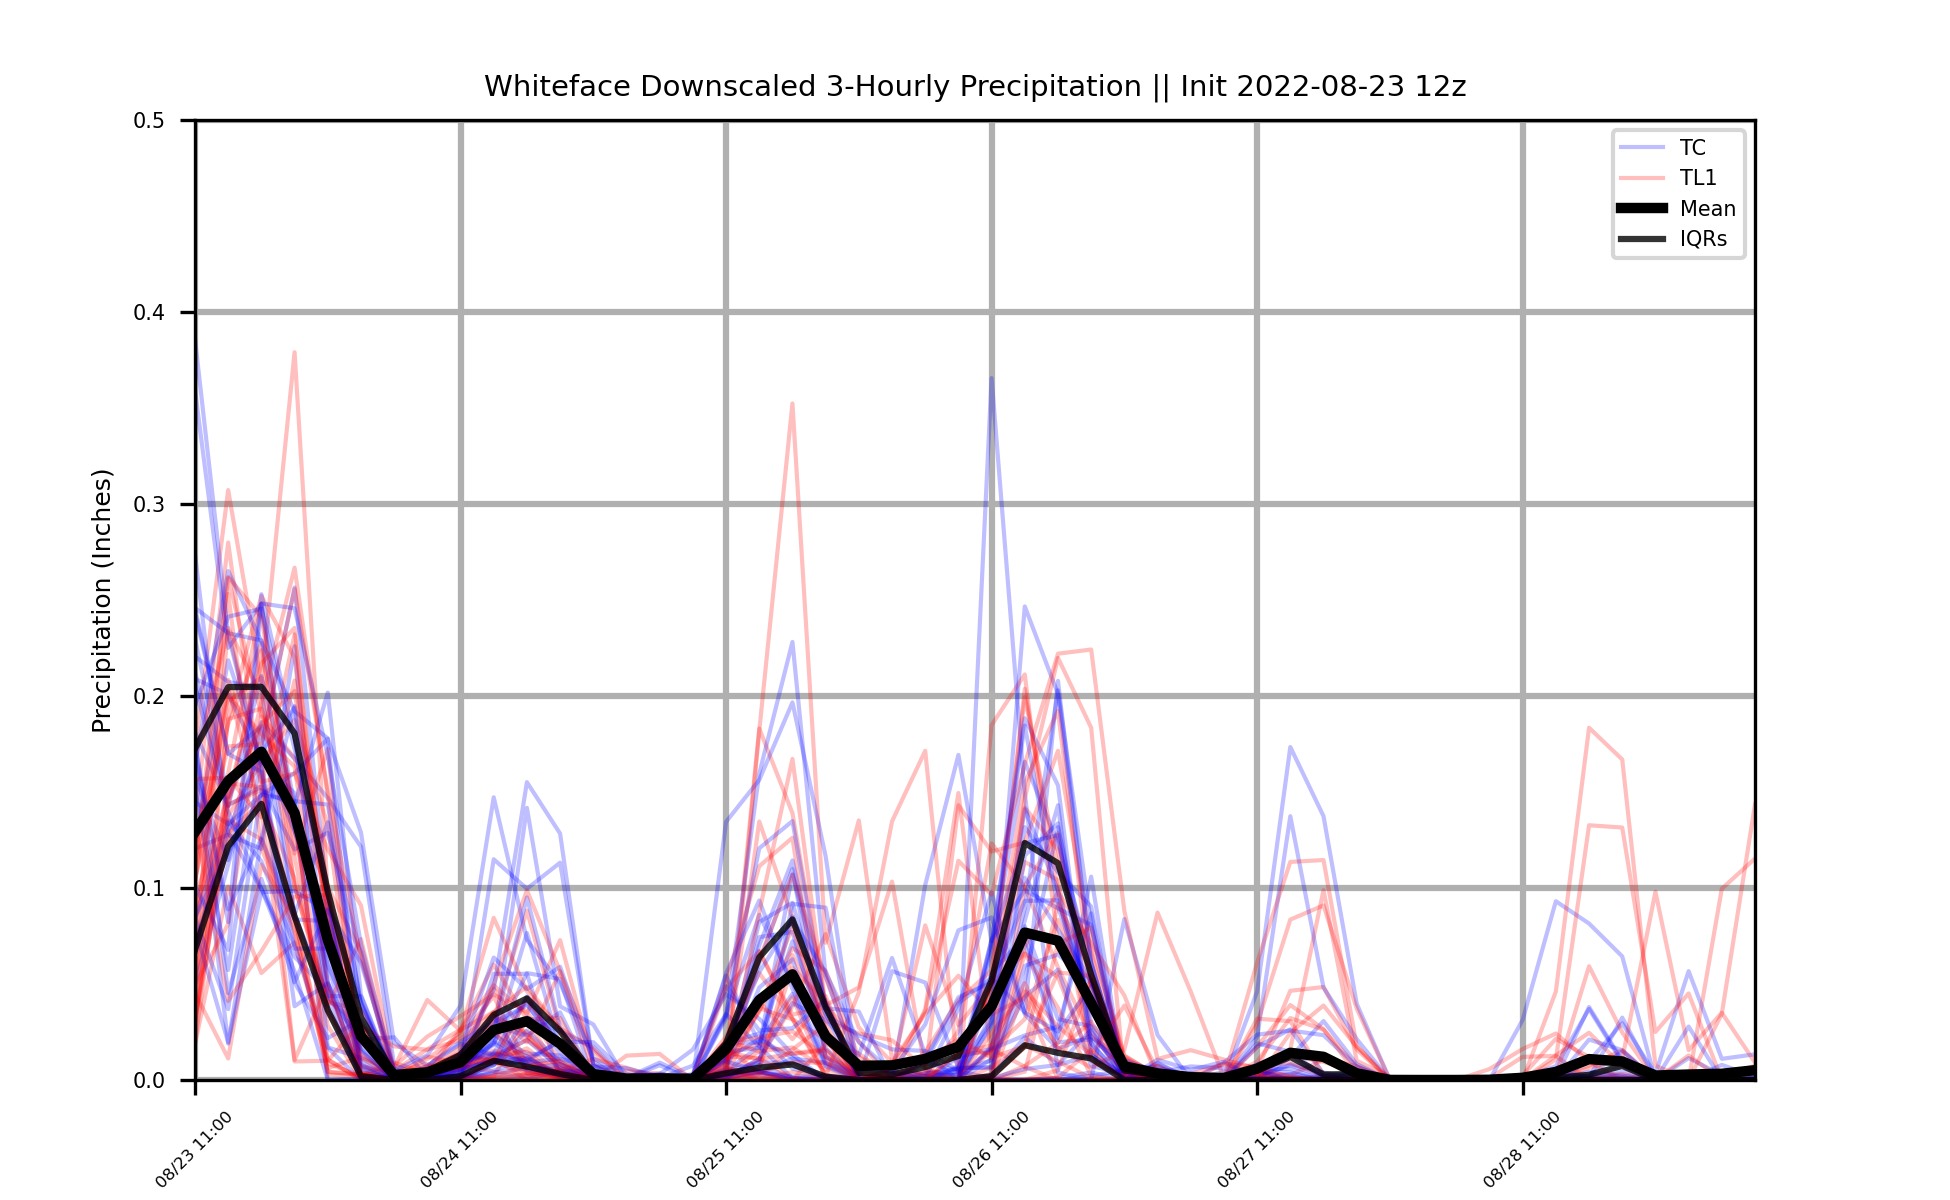 Whiteface Downscaled 3-Hourly Precipitation || Init 2022-08-23 12z
TC
TL1
Mean
IQRs
Precipitation (Inches)
0.5
0.4
0.3
0.2
0.1
0.0
08/23 11:00
08/24 11:00
08/25 11:00
08/26 11:00
08/27 11:00
08/28 11:00